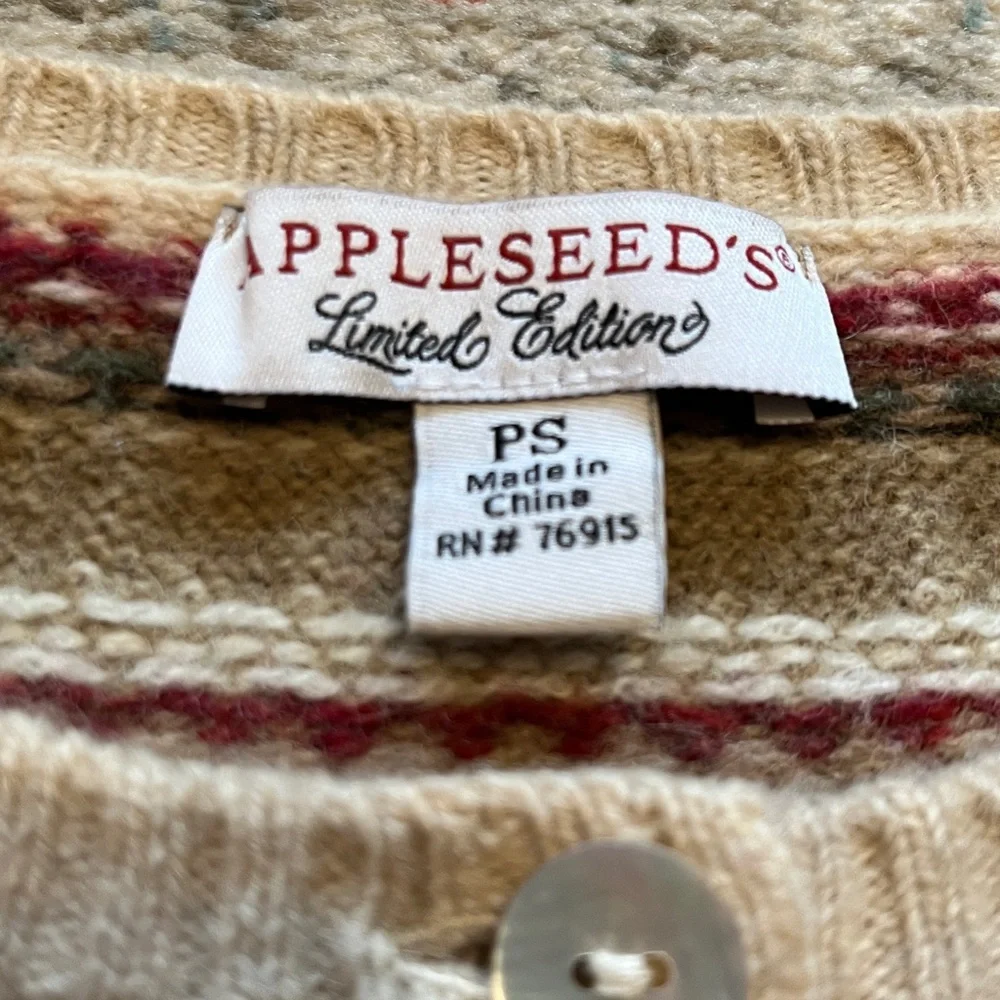 APPLESEED'S®
Limited Edition
PS
Made in
China
RN# 76915